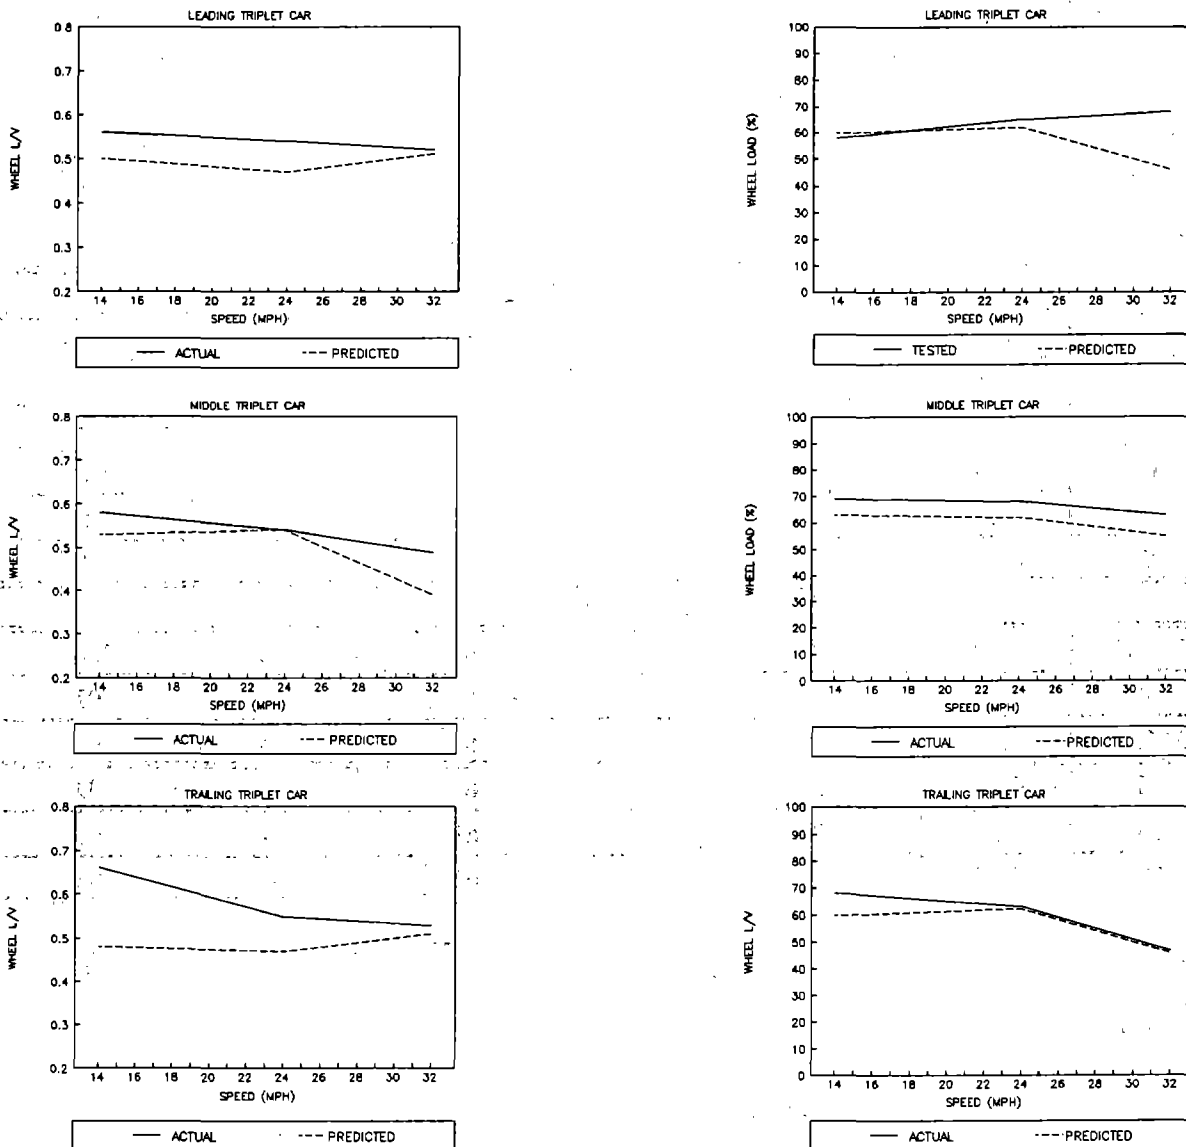 LEADING TRIPLET CAR
0.8
0.7
0.6
0.5
0.4
0.3
0.2
WHEEL L/V
14 16 18 20 22 24 26 28 30 32
SPEED (MPH)
ACTUAL PREDICTED
LEADING TRIPLET CAR
100
90
80
70
60
50
40
30
20
10
0
WHEEL LOAD (%)
14 16 18 20 22 24 26 28 30 32
SPEED (MPH)
TESTED PREDICTED
MIDDLE TRIPLET CAR
0.8
0.7
0.6
0.5
0.4
0.3
0.2
WHEEL L/V
14 16 18 20 22 24 26 28 30 32
SPEED (MPH)
ACTUAL PREDICTED
MIDDLE TRIPLET CAR
100
90
80
70
60
50
40
30
20
10
0
WHEEL LOAD (%)
14 16 18 20 22 24 26 28 30 32
SPEED (MPH)
ACTUAL PREDICTED
TRAILING TRIPLET CAR
0.8
0.7
0.6
0.5
0.4
0.3
0.2
WHEEL L/V
14 16 18 20 22 24 26 28 30 32
SPEED (MPH)
ACTUAL PREDICTED
TRAILING TRIPLET CAR
100
90
80
70
60
50
40
30
20
10
0
WHEEL L/V
14 16 18 20 22 24 26 28 30 32
SPEED (MPH)
ACTUAL PREDICTED